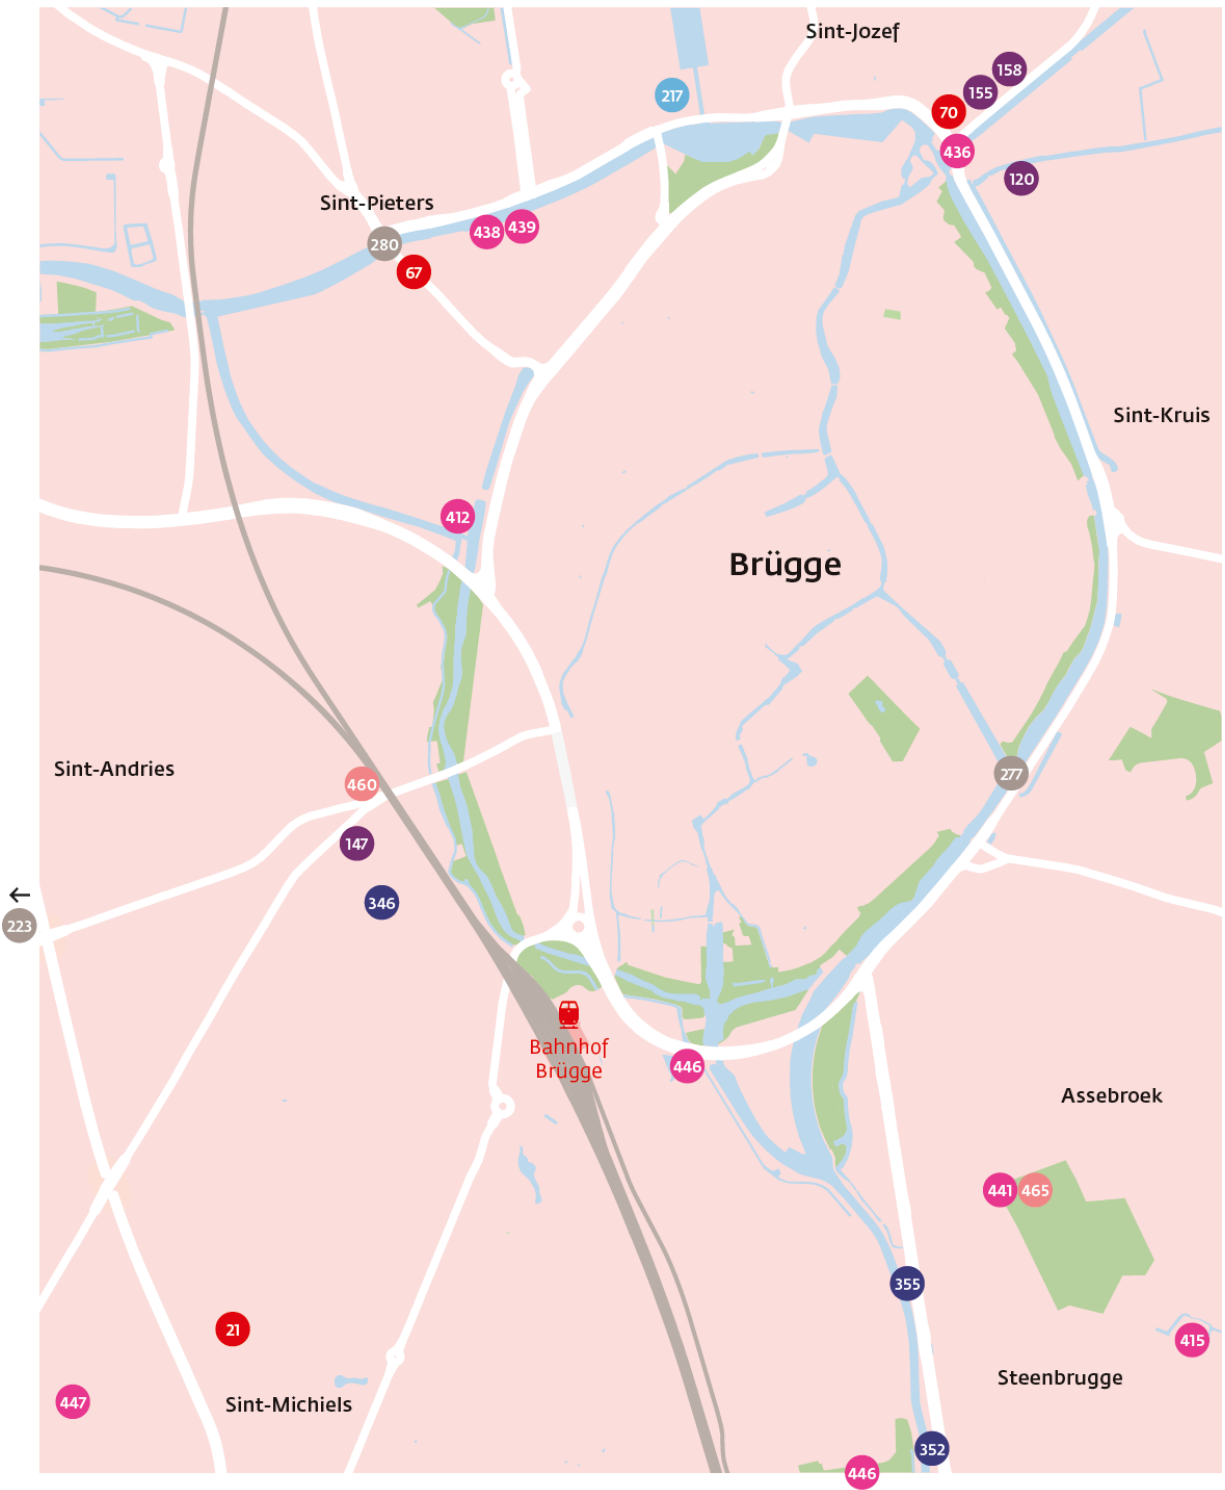 Sint-Jozef
158
155
217
70
436
120
Sint-Pieters
438
439
280
67
Sint-Kruis
412
Brügge
Sint-Andries
277
460
147
346
←
223
Bahnhof
Brügge
446
Assebroek
441
465
355
21
415
Steenbrugge
447
Sint-Michiels
352
446